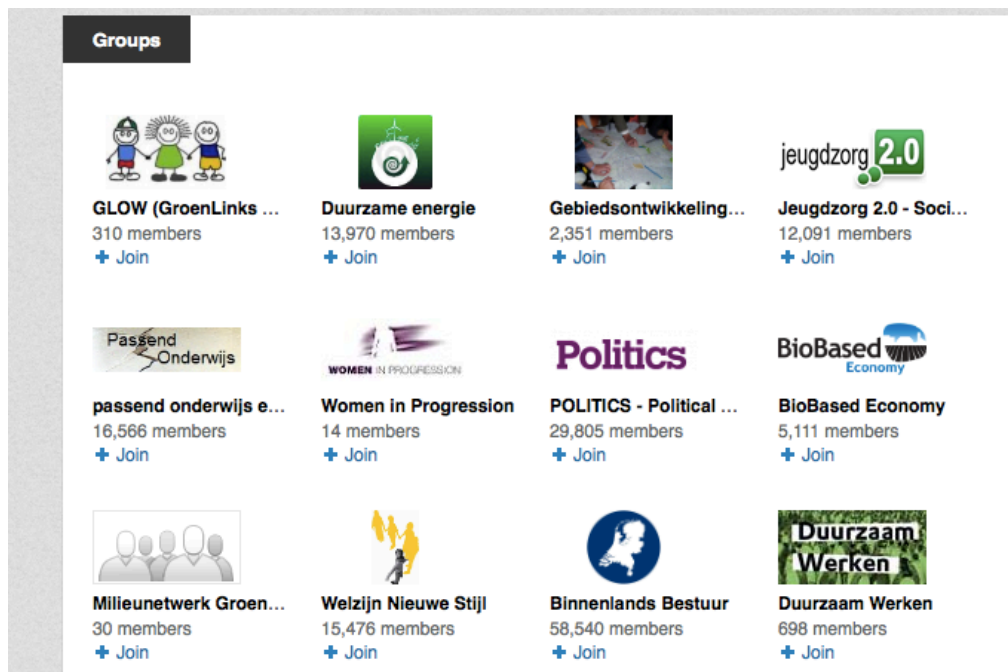 Groups
jeugdzorg 2.0
GLOW (GroenLinks ...
Duurzame energie
Gebiedsontwikkeling...
Jeugdzorg 2.0 - Soci...
310 members
13,970 members
2,351 members
12,091 members
+ Join
+ Join
+ Join
+ Join
Passend
Onderwijs
WOMEN IN PROGRESSION
Politics
BioBased
Economy
passend onderwijs e...
Women in Progression
POLITICS - Political ...
BioBased Economy
16,566 members
14 members
29,805 members
5,111 members
+ Join
+ Join
+ Join
+ Join
Duurzaam
Werken
Milieunetwerk Groen...
Welzijn Nieuwe Stijl
Binnenlands Bestuur
Duurzaam Werken
30 members
15,476 members
58,540 members
698 members
+ Join
+ Join
+ Join
+ Join